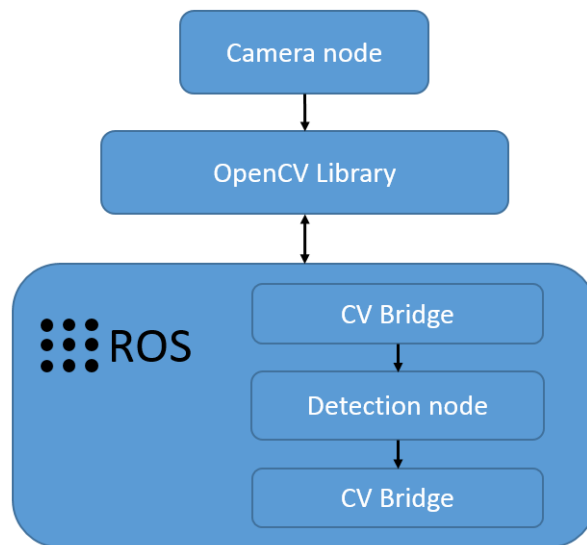 Camera node
OpenCV Library
ROS
CV Bridge
Detection node
CV Bridge